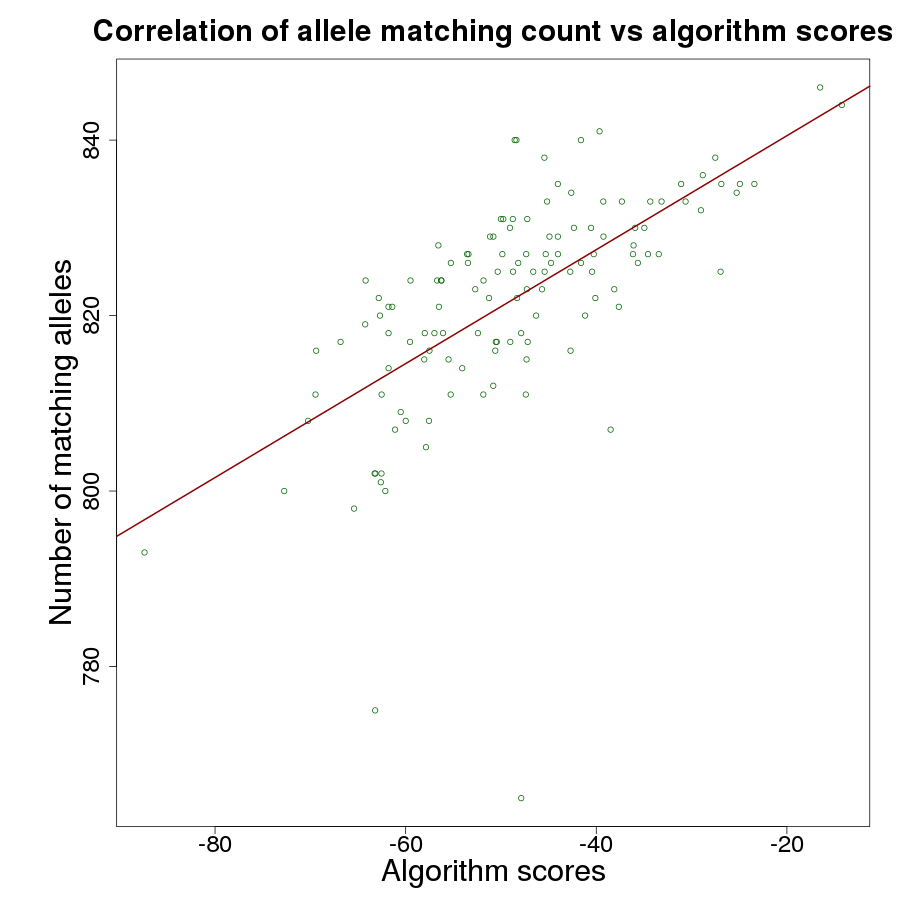 Correlation of allele matching count vs algorithm scores
Number of matching alleles
840
820
800
780
-80 -60 -40 -20
Algorithm scores